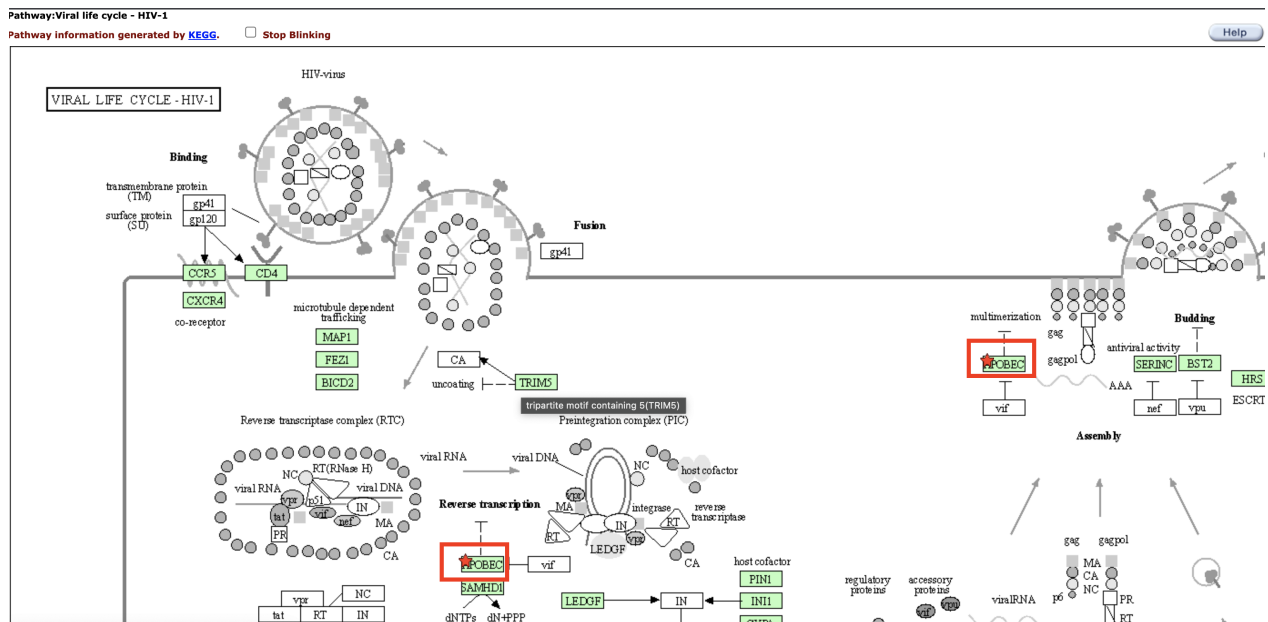 Pathway:Viral life cycle - HIV-1
Pathway information generated by KEGG.
Stop Blinking
Help
HIV-virus
VIRAL LIFE CYCLE - HIV-1
Binding
transmembrane protein
(TM)
gp41
surface protein
(SU)
gp120
Fusion
gp41
CCR5
CD4
CXCR4
co-receptor
microtubule dependent
trafficking
MAP1
FEZ1
BICD2
CA
uncoating
TRIM5
tripartite motif containing 5(TRIM5)
multimerization
gag
gagpol
APOBEC
vif
AAA
Budding
antiviral activity
SERINC
BST2
nef
vpu
HRS
ESCRT
Assembly
Reverse transcriptase complex (RTC)
NC
RT(RNase H)
viral RNA
vpr
p51
viral DNA
IN
tat
vif
nef
MA
PR
CA
viral RNA
viral DNA
Preintegration complex (PIC)
NC
host cofactor
vpr
MA
integrase
reverse
transcriptase
IN
RT
RT
vpr
LEDGF
CA
Reverse transcription
APOBEC
vif
SAMHD1
dNTPs
dN+PPP
vpr
NC
tat
RT
IN
host cofactor
PIN1
LEDGF
IN
INI1
regulatory
proteins
accessory
proteins
vif
vpu
viralRNA
gag
gagpol
MA
CA
NC
p6
PR
RT